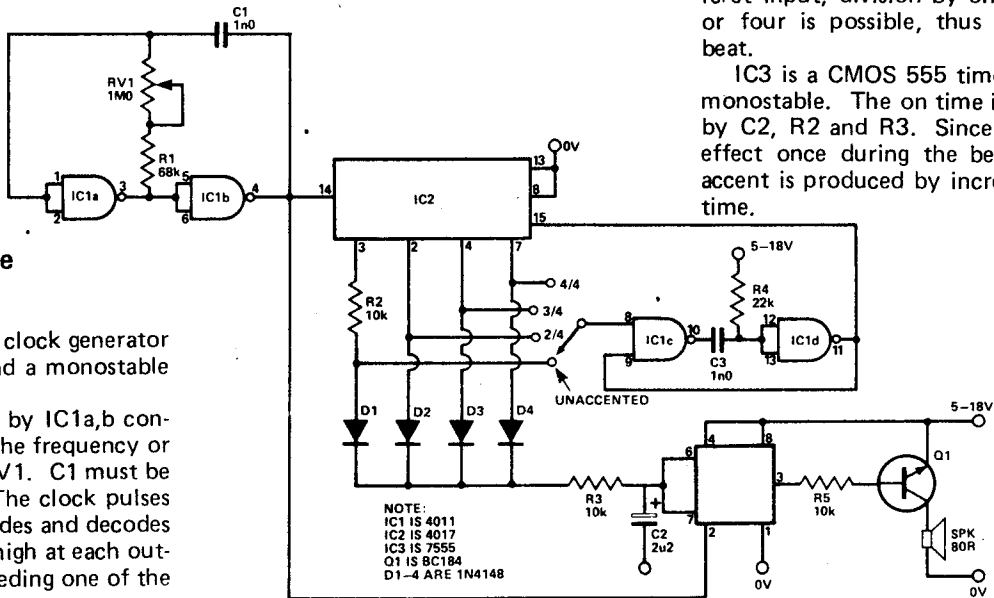 C1
1n0
RV1
1M0
R1
68k
1
2
IC1a
3
5
6
IC1b
4
14
IC2
13
8
15
0V
3
2
4
7
R2
10k
4/4
3/4
2/4
UNACCENTED
8
9
IC1c
10
C3
1n0
5–18V
R4
22k
12
13
IC1d
11
D1
D2
D3
D4
R3
10k
+
C2
2u2
6
7
4
8
3
2
1
0V
R5
10k
5–18V
Q1
SPK
80R
0V
NOTE:
IC1 IS 4011
IC2 IS 4017
IC3 IS 7555
Q1 IS BC184
D1–4 ARE 1N4148
e
clock generator
nd a monostable
by IC1a,b con-
he frequency or
V1. C1 must be
The clock pulses
des and decodes
high at each out-
eeding one of the
first input, division by on
or four is possible, thus
beat.
IC3 is a CMOS 555 time
monostable. The on time i
by C2, R2 and R3. Since
effect once during the be
accent is produced by incre
time.